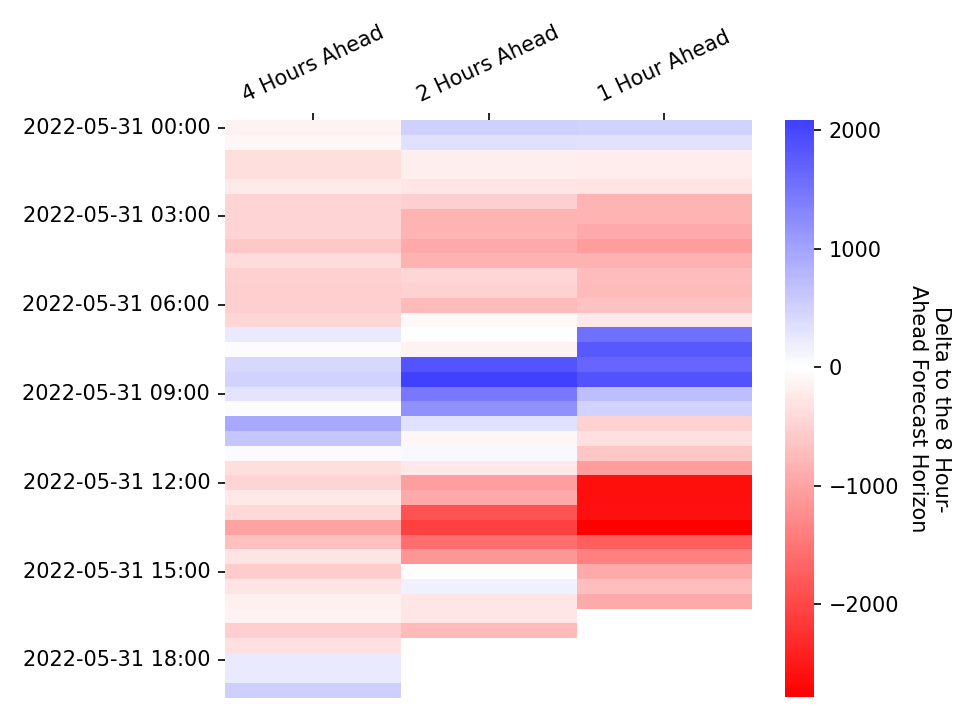 4 Hours Ahead
2 Hours Ahead
1 Hour Ahead
2022-05-31 00:00
2022-05-31 03:00
2022-05-31 06:00
2022-05-31 09:00
2022-05-31 12:00
2022-05-31 15:00
2022-05-31 18:00
2000
1000
0
−1000
−2000
Delta to the 8 Hour-
Ahead Forecast Horizon